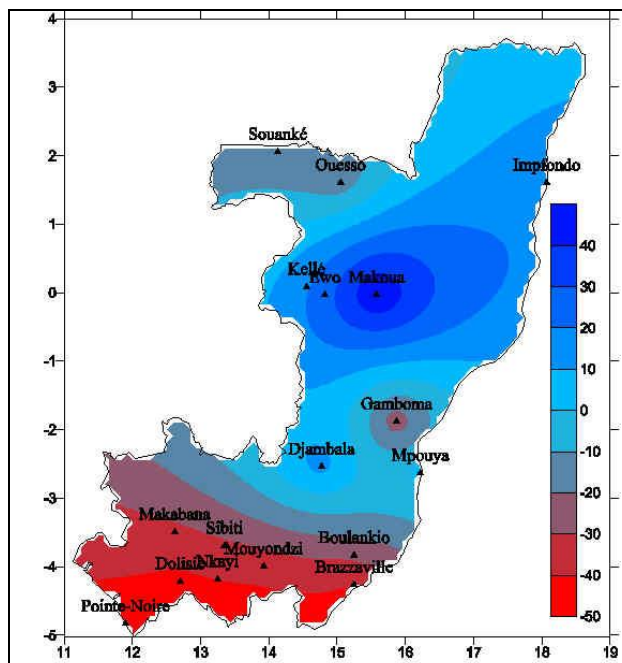 4
3
Souanké
2
Ouesso
Impfondo
1
40
Kellé
30
Ewo
Makoua
0
20
10
-1
Gamboma
0
-2
Djambala
Mpouya
-10
-3
-20
Makabana
Sibiti
Mouyondzi
Boulankio
-30
-4
Dolisie
Nkayi
Brazzaville
-40
Pointe-Noire
-50
-5
11
12
13
14
15
16
17
18
19